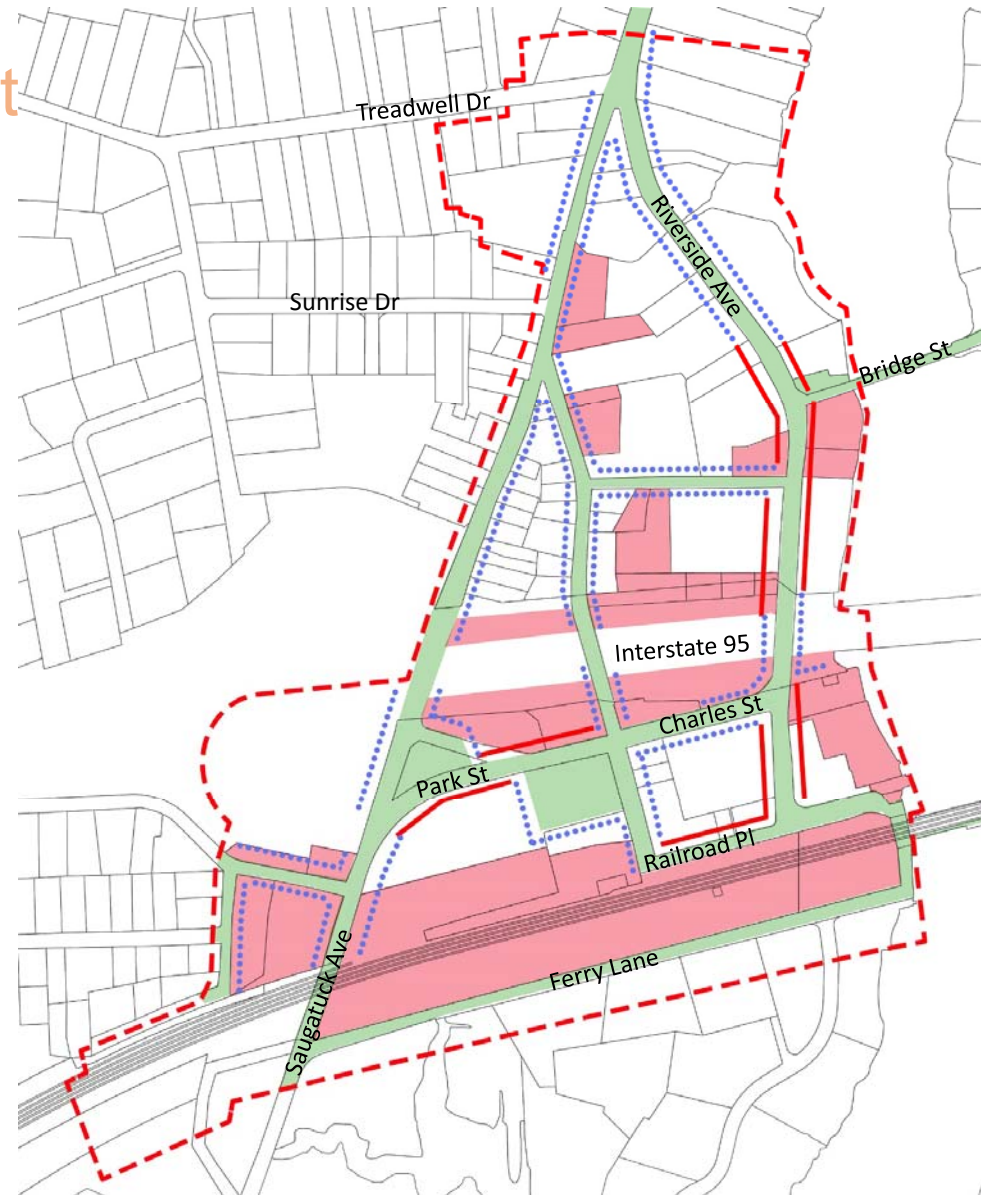 t
Treadwell Dr
Riverside Ave
Sunrise Dr
Bridge St
Interstate 95
Charles St
Park St
Railroad Pl
Ferry Lane
Saugatuck Ave